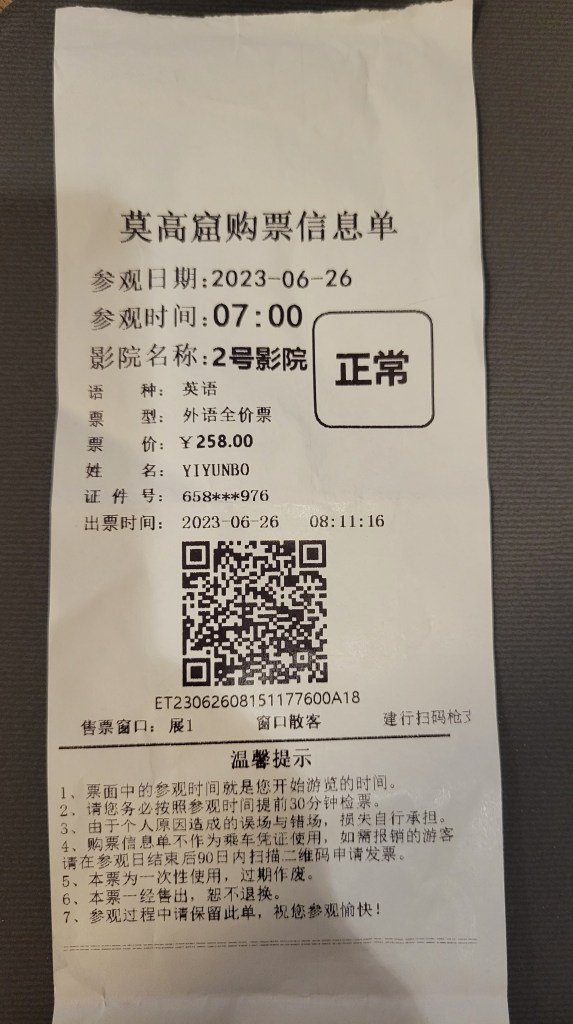 莫高窟购票信息单
参观日期:2023-06-26
参观时间:07:00
影院名称:2号影院
正常
语 种: 英语
票 型: 外语全价票
票 价: ￥258.00
姓 名: YIYUNBO
证 件 号: 658***976
出票时间: 2023-06-26 08:11:16
ET23062608151177600A18
售票窗口: 展1 窗口散客 建行扫码枪支
温馨提示
1、票面中的参观时间就是您开始游览的时间。
2、请您务必按照参观时间提前30分钟检票。
3、由于个人原因造成的误场与错场，损失自行承担。
4、购票信息单不作为乘车凭证使用，如需报销的游客
请在参观日结束后90日内扫描二维码申请发票。
5、本票为一次性使用，过期作废。
6、本票一经售出，恕不退换。
7、参观过程中请保留此单，祝您参观愉快!